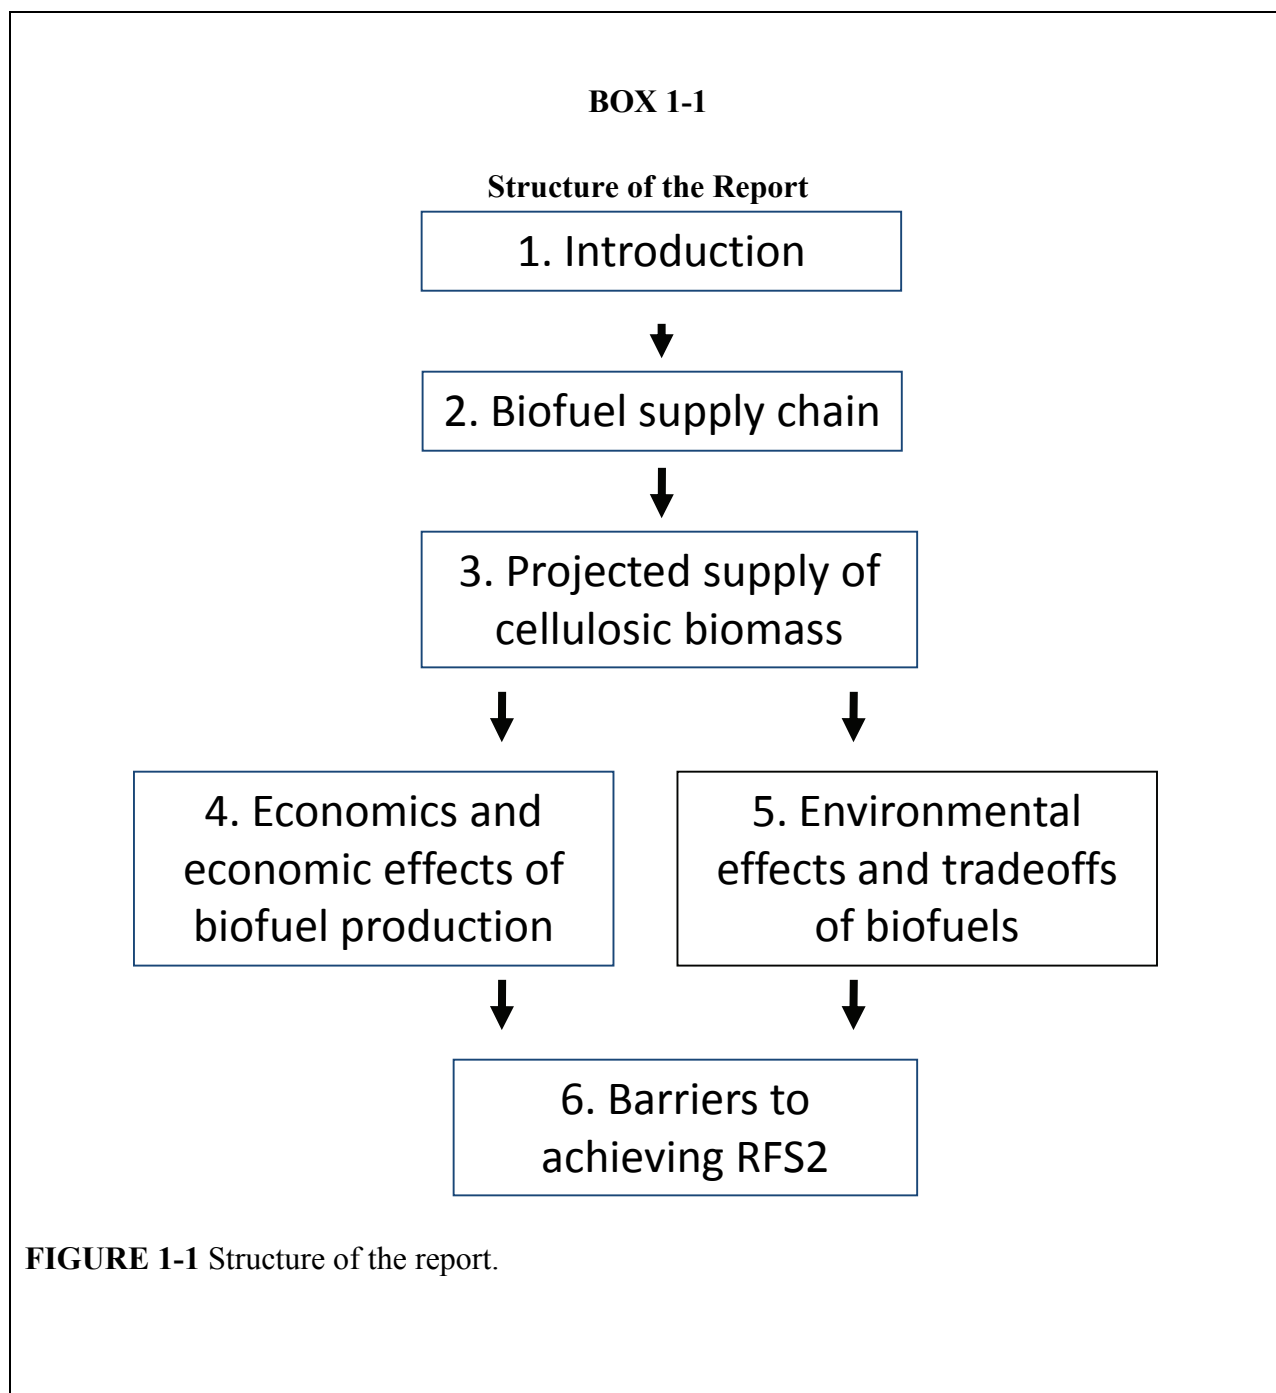 BOX 1-1
Structure of the Report
1. Introduction
2. Biofuel supply chain
3. Projected supply of
cellulosic biomass
4. Economics and
economic effects of
biofuel production
5. Environmental
effects and tradeoffs
of biofuels
6. Barriers to
achieving RFS2
FIGURE 1-1 Structure of the report.